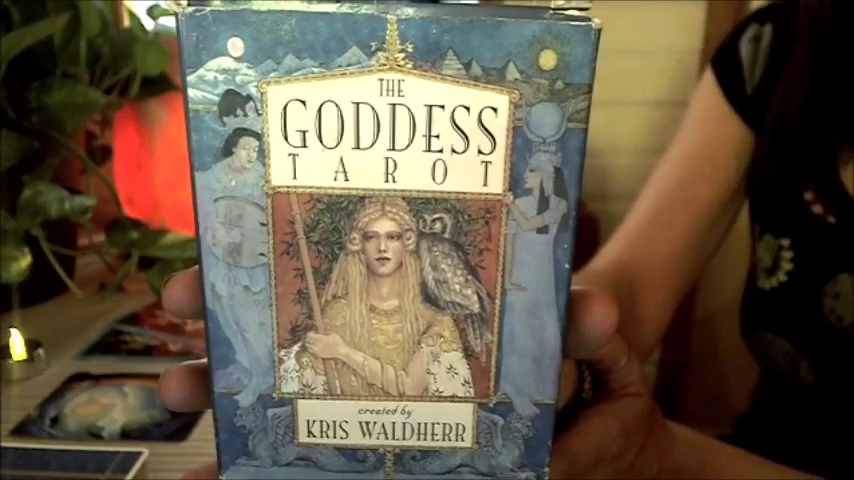 THE
GODDESS
TAROT
created by
KRIS WALDHERR